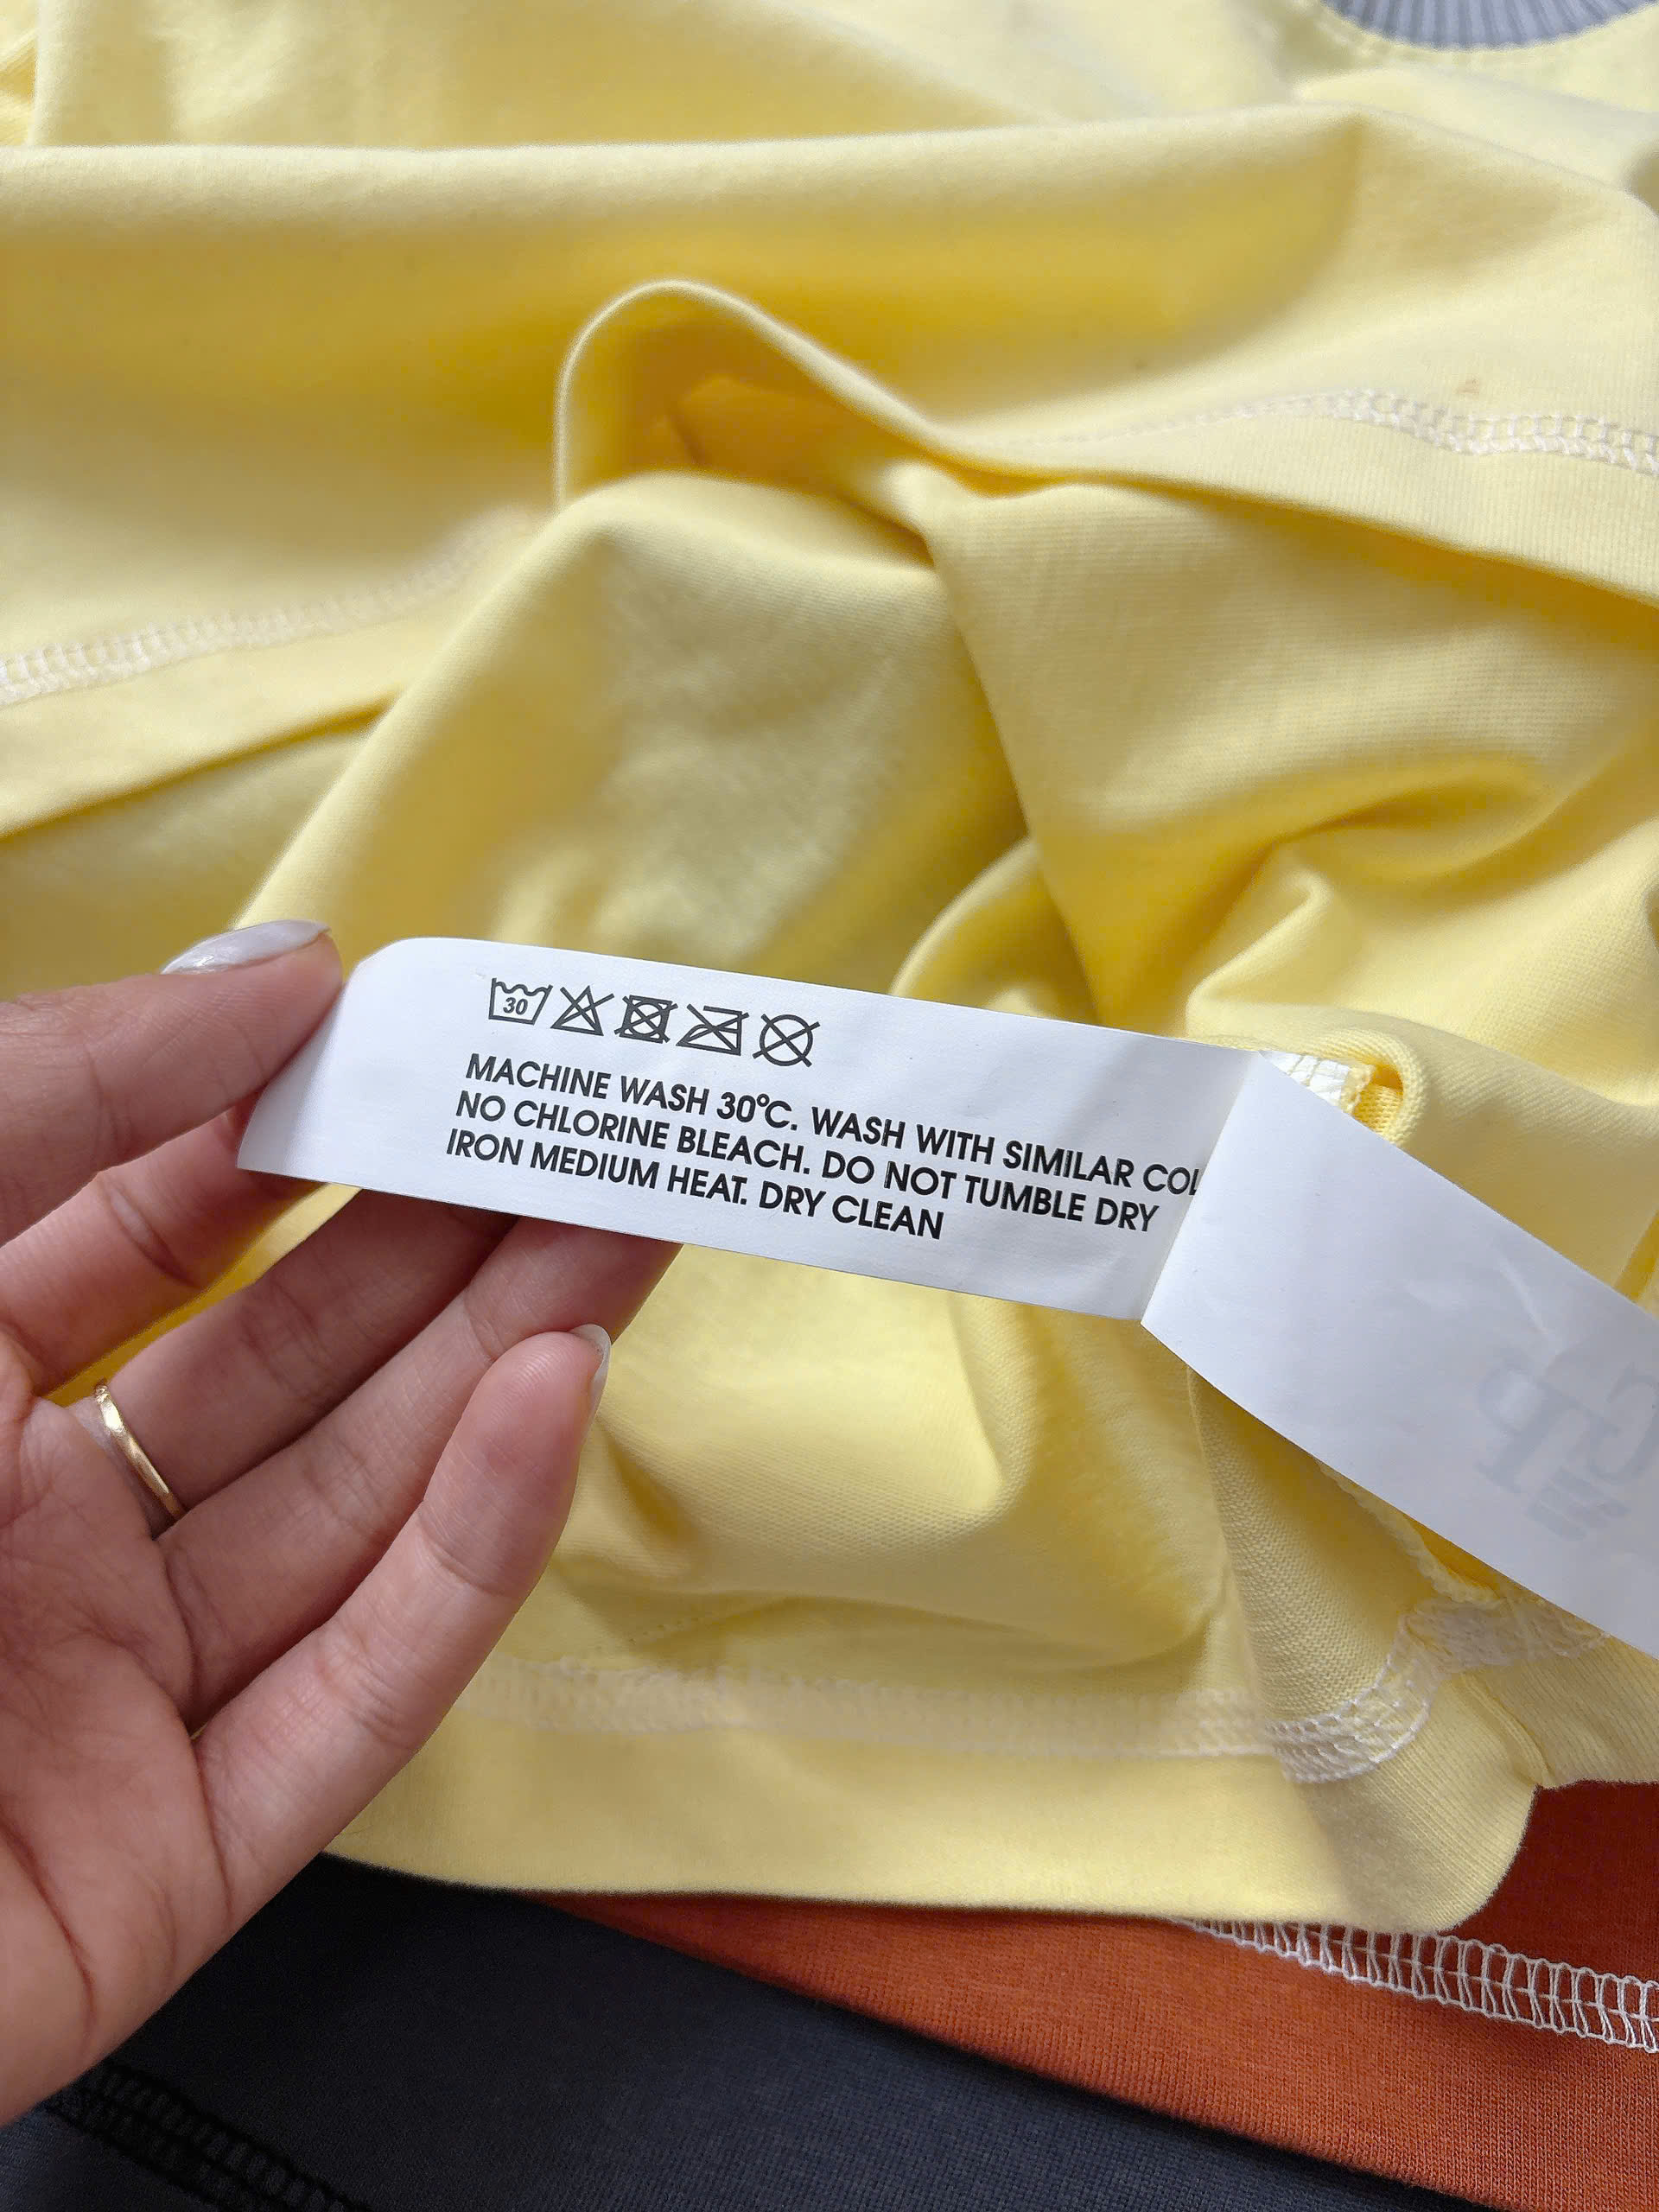 30
MACHINE WASH 30°C. WASH WITH SIMILAR
NO CHLORINE BLEACH. DO NOT TUMBLE DRY
IRON MEDIUM HEAT. DRY CLEAN